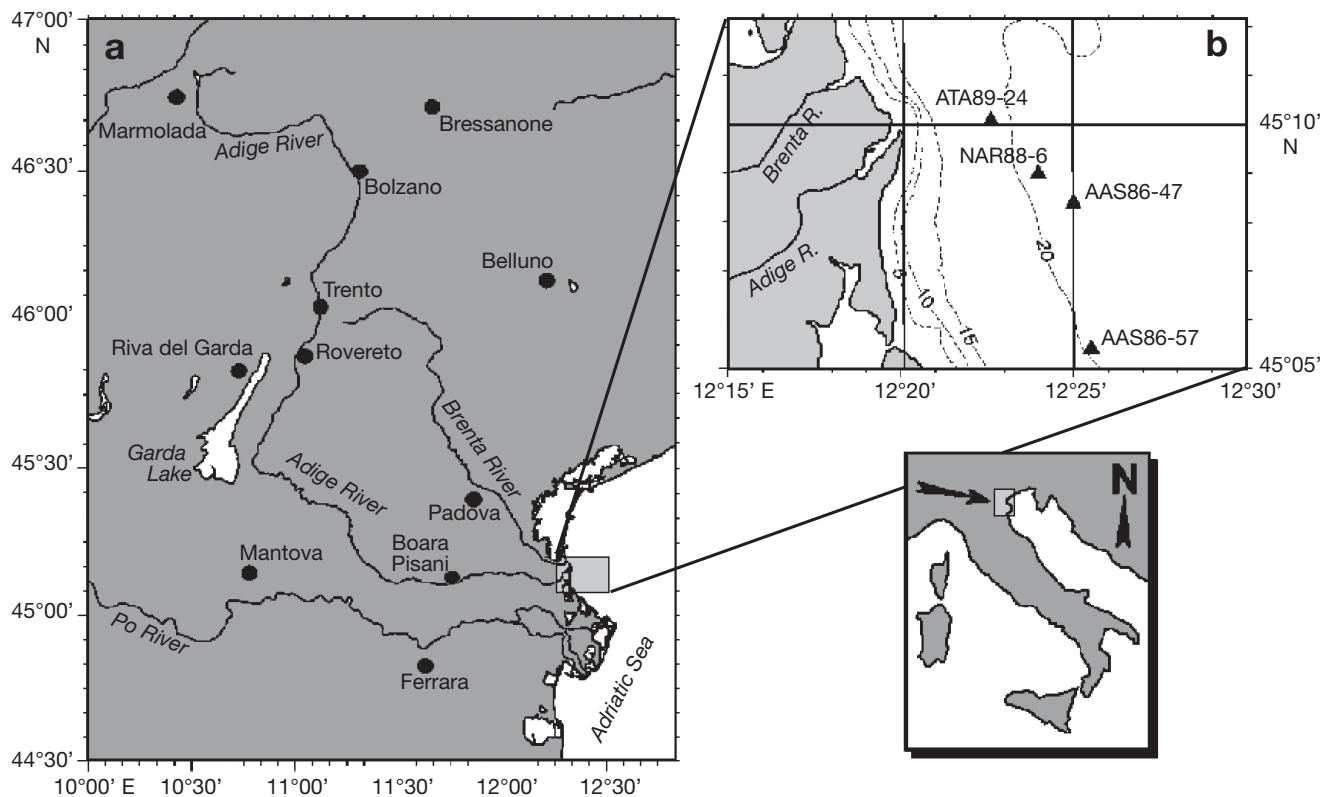 47°00'
N
a
Marmolada
Adige River
Bressanone
46°30'
Bolzano
Belluno
46°00'
Trento
Riva del Garda
Rovereto
Garda
Lake
Brenta River
45°30'
Adige River
Padova
Mantova
Boara
Pisani
45°00'
Po River
Ferrara
Adriatic Sea
44°30'
10°00' E
10°30'
11°00'
11°30'
12°00'
12°30'
b
ATA89-24
45°10'
N
Brenta R.
NAR88-6
AAS86-47
Adige R.
5
10
15
20
AAS86-57
45°05'
12°15' E
12°20'
12°25'
12°30'
N